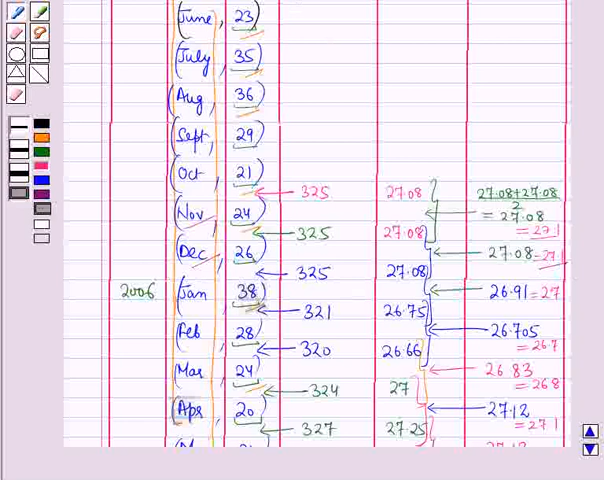 (June, 23)
(July, 35)
(Aug, 36)
(Sept, 29)
(Oct, 21)
325 27.08 27.08+27.08
2
(Nov, 24) = 27.08
325 27.08 = 27.1
(Dec, 26) 27.08=27.1
325 27.08
2006 (Jan, 38) 26.91=27
321 26.75
(Feb, 28) 26.705
320 26.66 = 26.7
(Mar, 24) 26.83
324 27 = 26.8
(Apr, 20) 27.12
327 27.25 = 27.1